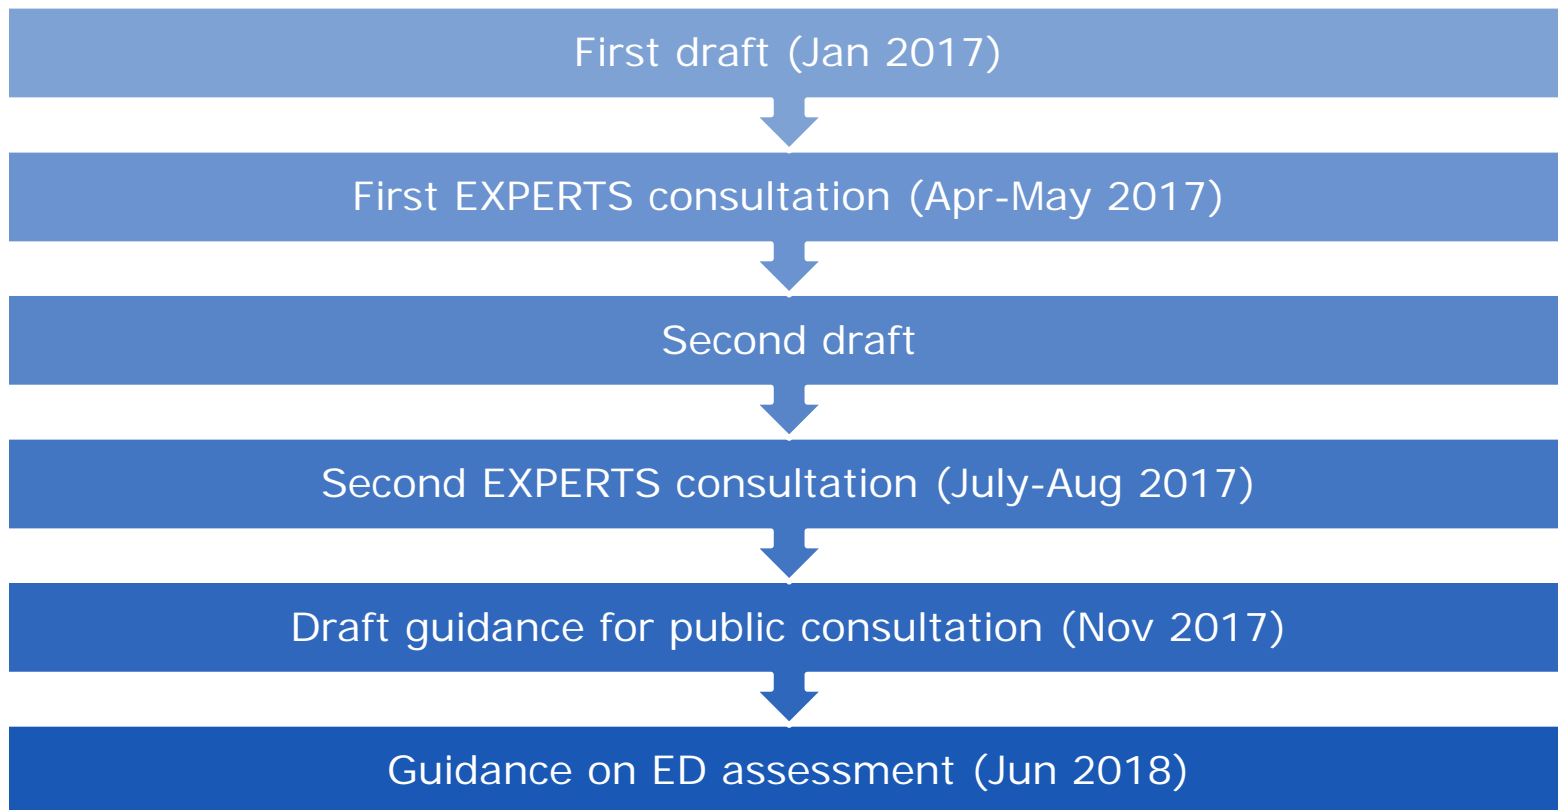 First draft (Jan 2017)
First EXPERTS consultation (Apr-May 2017)
Second draft
Second EXPERTS consultation (July-Aug 2017)
Draft guidance for public consultation (Nov 2017)
Guidance on ED assessment (Jun 2018)